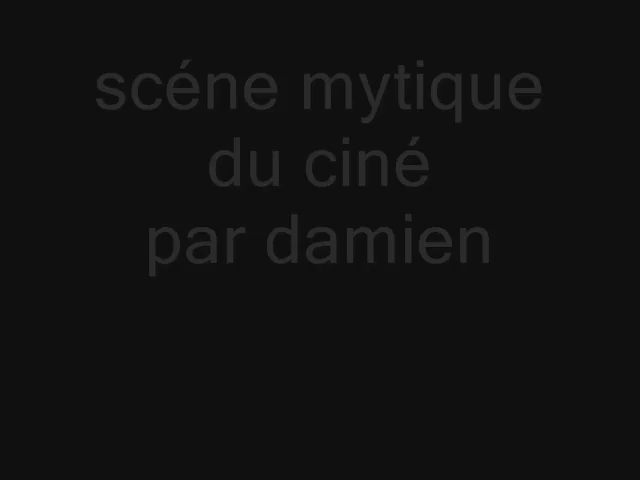 scéne mytique
du ciné
par damien